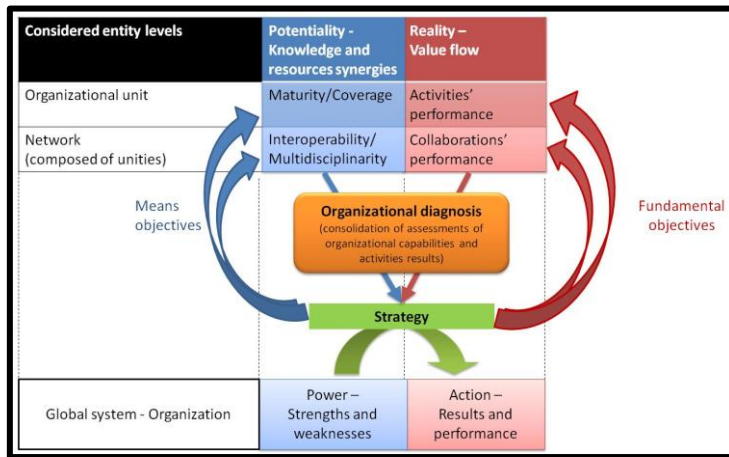 Considered entity levels
Potentiality -
Knowledge and
resources synergies
Reality –
Value flow
Organizational unit
Maturity/Coverage
Activities'
performance
Network
(composed of unities)
Interoperability/
Multidisciplinarity
Collaborations'
performance
Means
objectives
Organizational diagnosis
(consolidation of assessments of
organizational capabilities and
activities results)
Fundamental
objectives
Strategy
Global system - Organization
Power –
Strengths and
weaknesses
Action –
Results and
performance